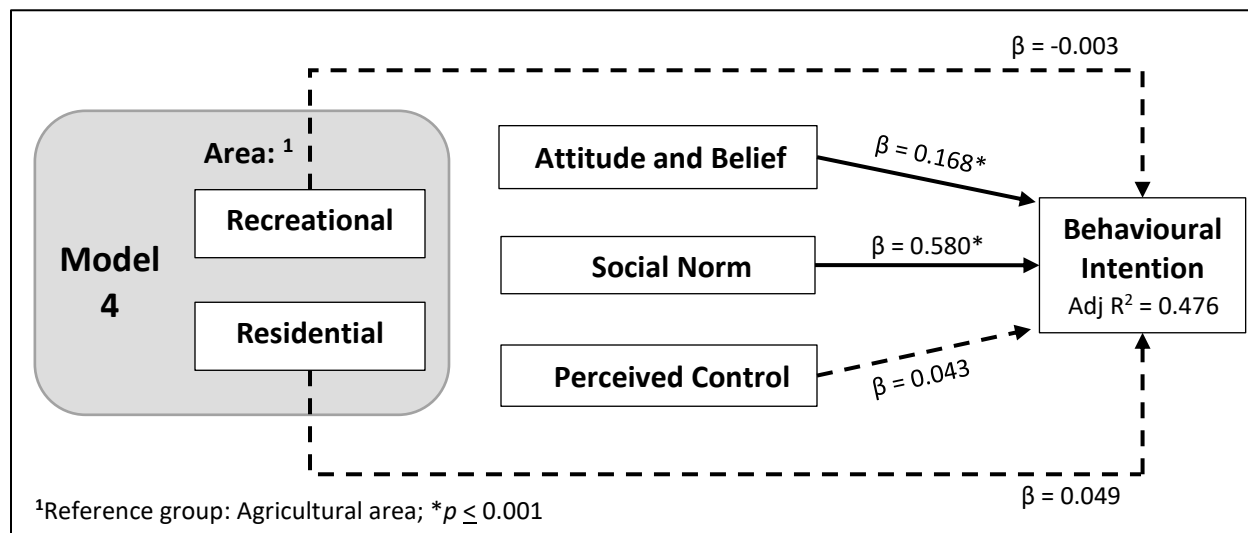 β = -0.003
Area: ¹
Recreational
Residential
Model
4
Attitude and Belief
β = 0.168*
Social Norm
β = 0.580*
Perceived Control
β = 0.043
Behavioural
Intention
Adj R² = 0.476
β = 0.049
¹Reference group: Agricultural area; *p ≤ 0.001